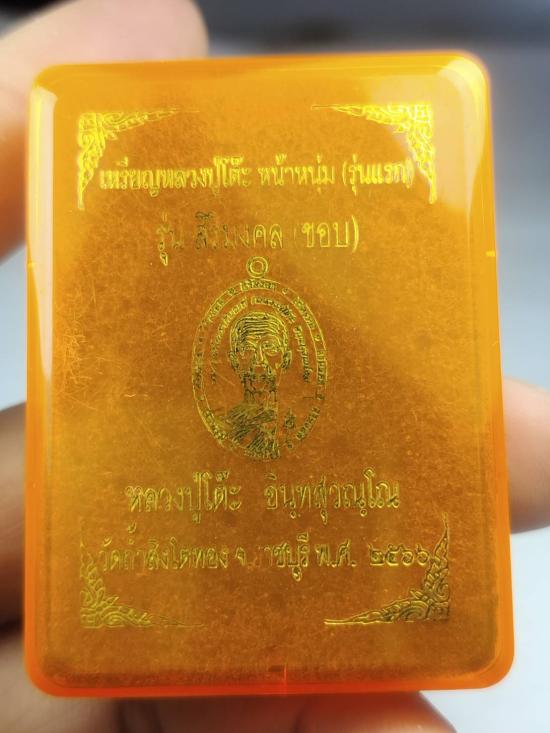 เหรียญหลวงปู่โต๊ะ หน้าหนุ่ม (รุ่นแรก)
รุ่น สิริมงคล (ชอบ)
หลวงปู่โต๊ะ อินฺทสุวณฺโณ
วัดถ้ำสิงโตทอง จ.ราชบุรี พ.ศ. ๒๕๖๖